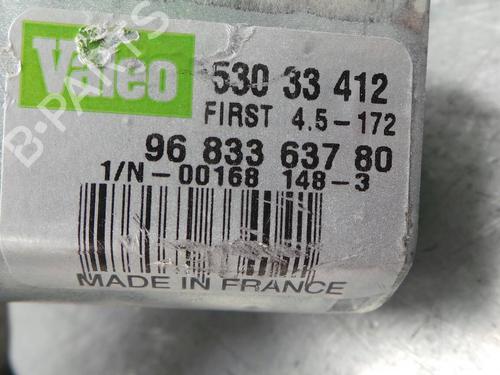 Valeo
530 33 412
FIRST 4.5-172
96 833 637 80
1/N-00168 148-3
MADE IN FRANCE
B-PARTS